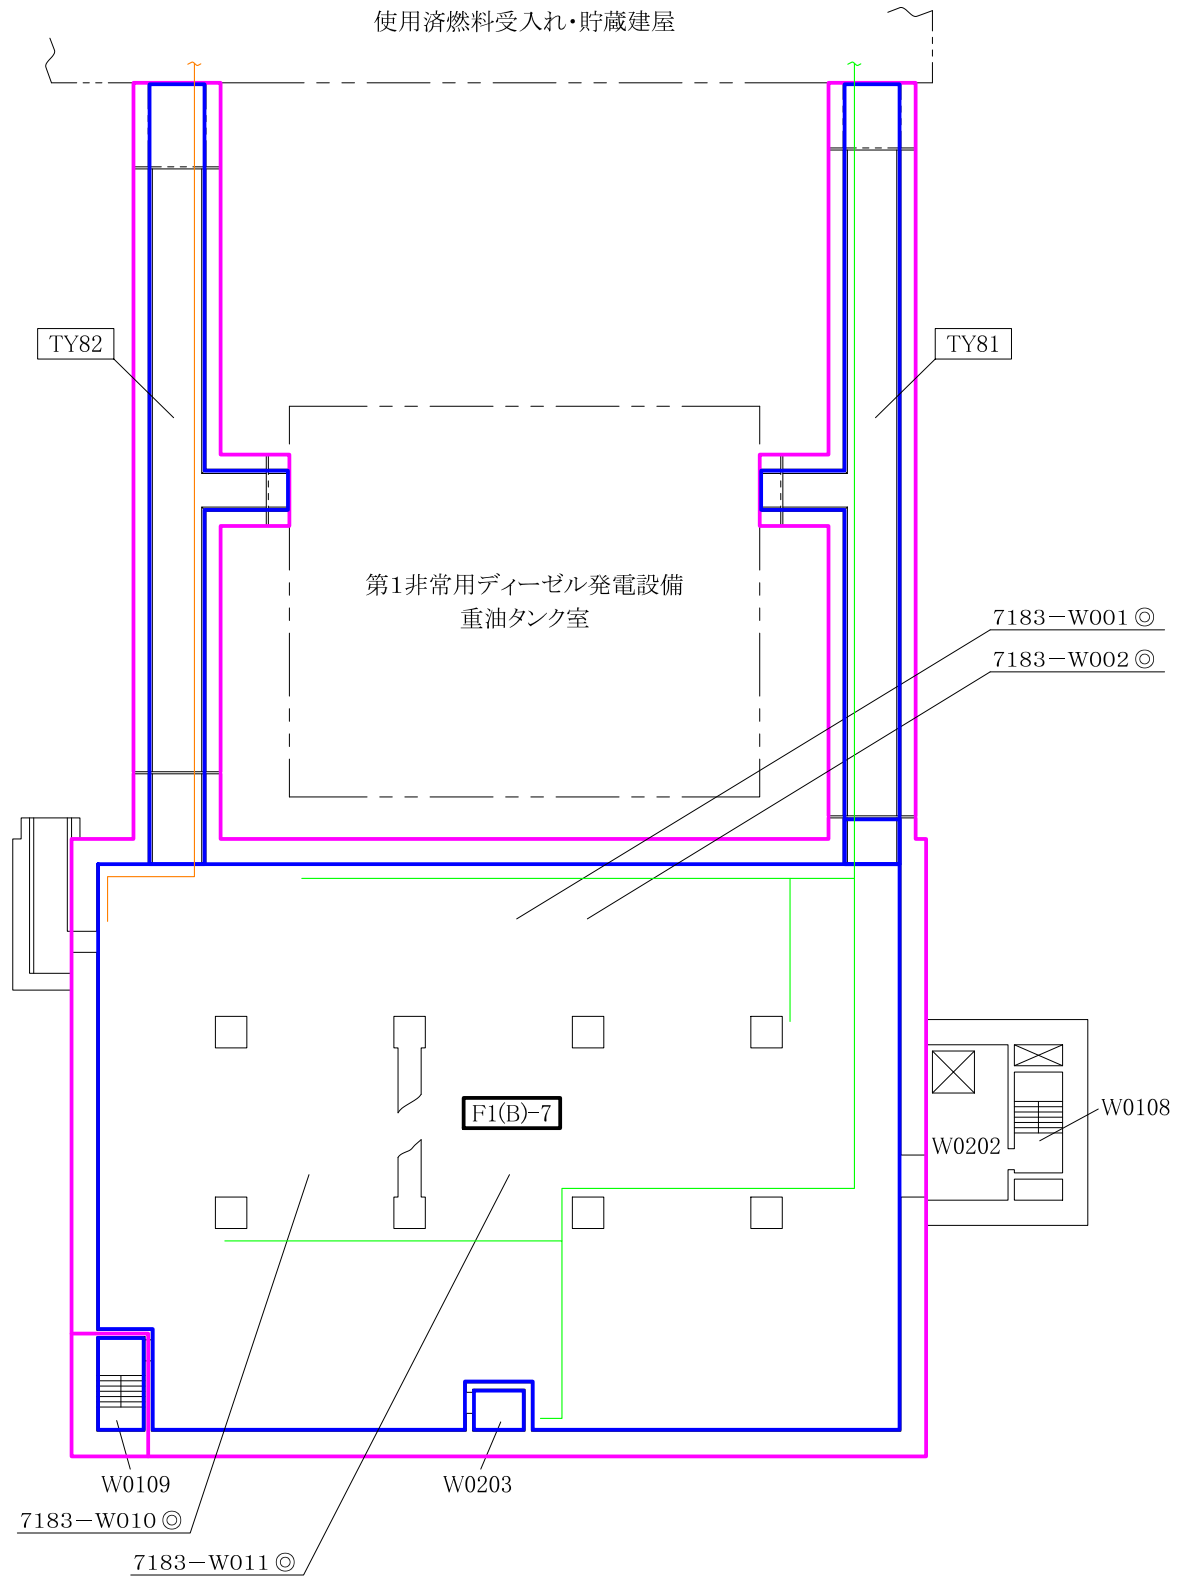 使用済燃料受入れ・貯蔵建屋
TY82
TY81
第1非常用ディーゼル発電設備
重油タンク室
7183-W001◎
7183-W002◎
F1(B)-7
W0108
W0202
W0109
W0203
7183-W010◎
7183-W011◎